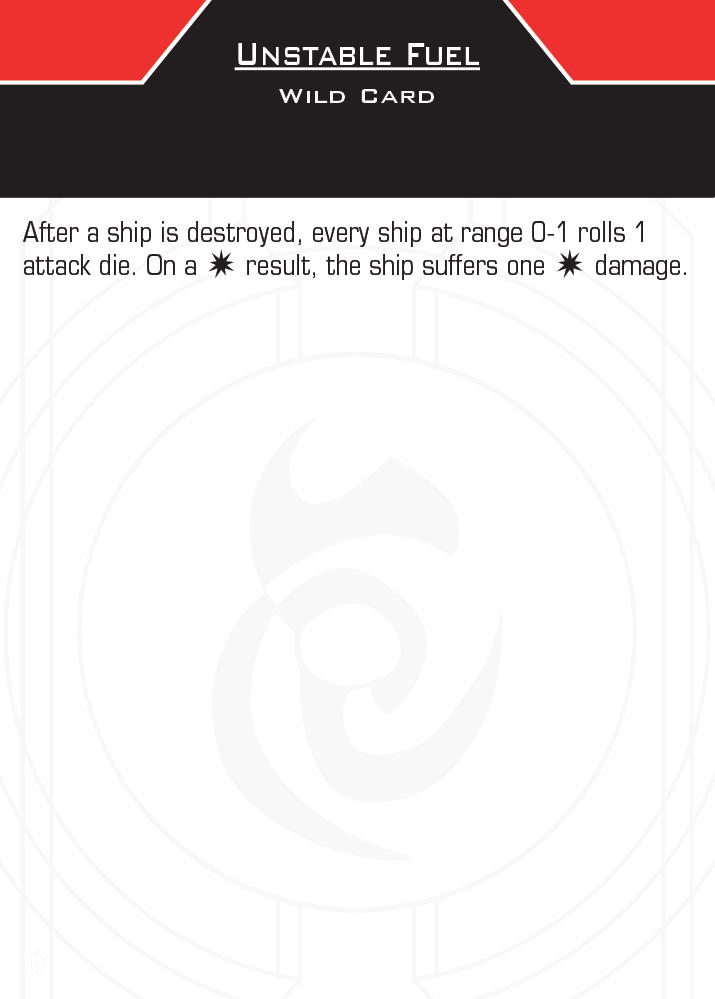 Unstable Fuel
Wild Card
After a ship is destroyed, every ship at range 0-1 rolls 1
attack die. On a ✷ result, the ship suffers one ✷ damage.